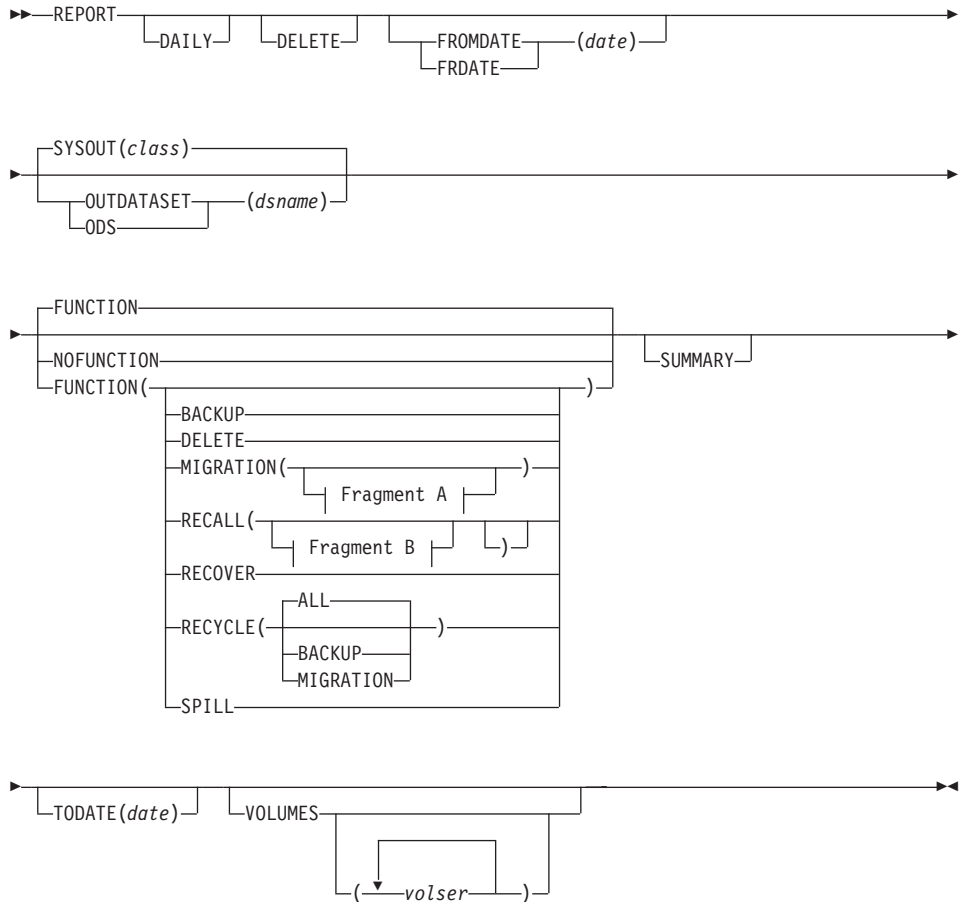 REPORT
DAILY DELETE FROMDATE (date)
FRDATE
SYSOUT(class)
OUTDATASET (dsname)
ODS
FUNCTION
NOFUNCTION SUMMARY
FUNCTION( )
BACKUP
DELETE
MIGRATION( )
Fragment A
RECALL(
Fragment B )
RECOVER
ALL
RECYCLE( )
BACKUP
MIGRATION
SPILL
TODATE(date) VOLUMES
( volser )